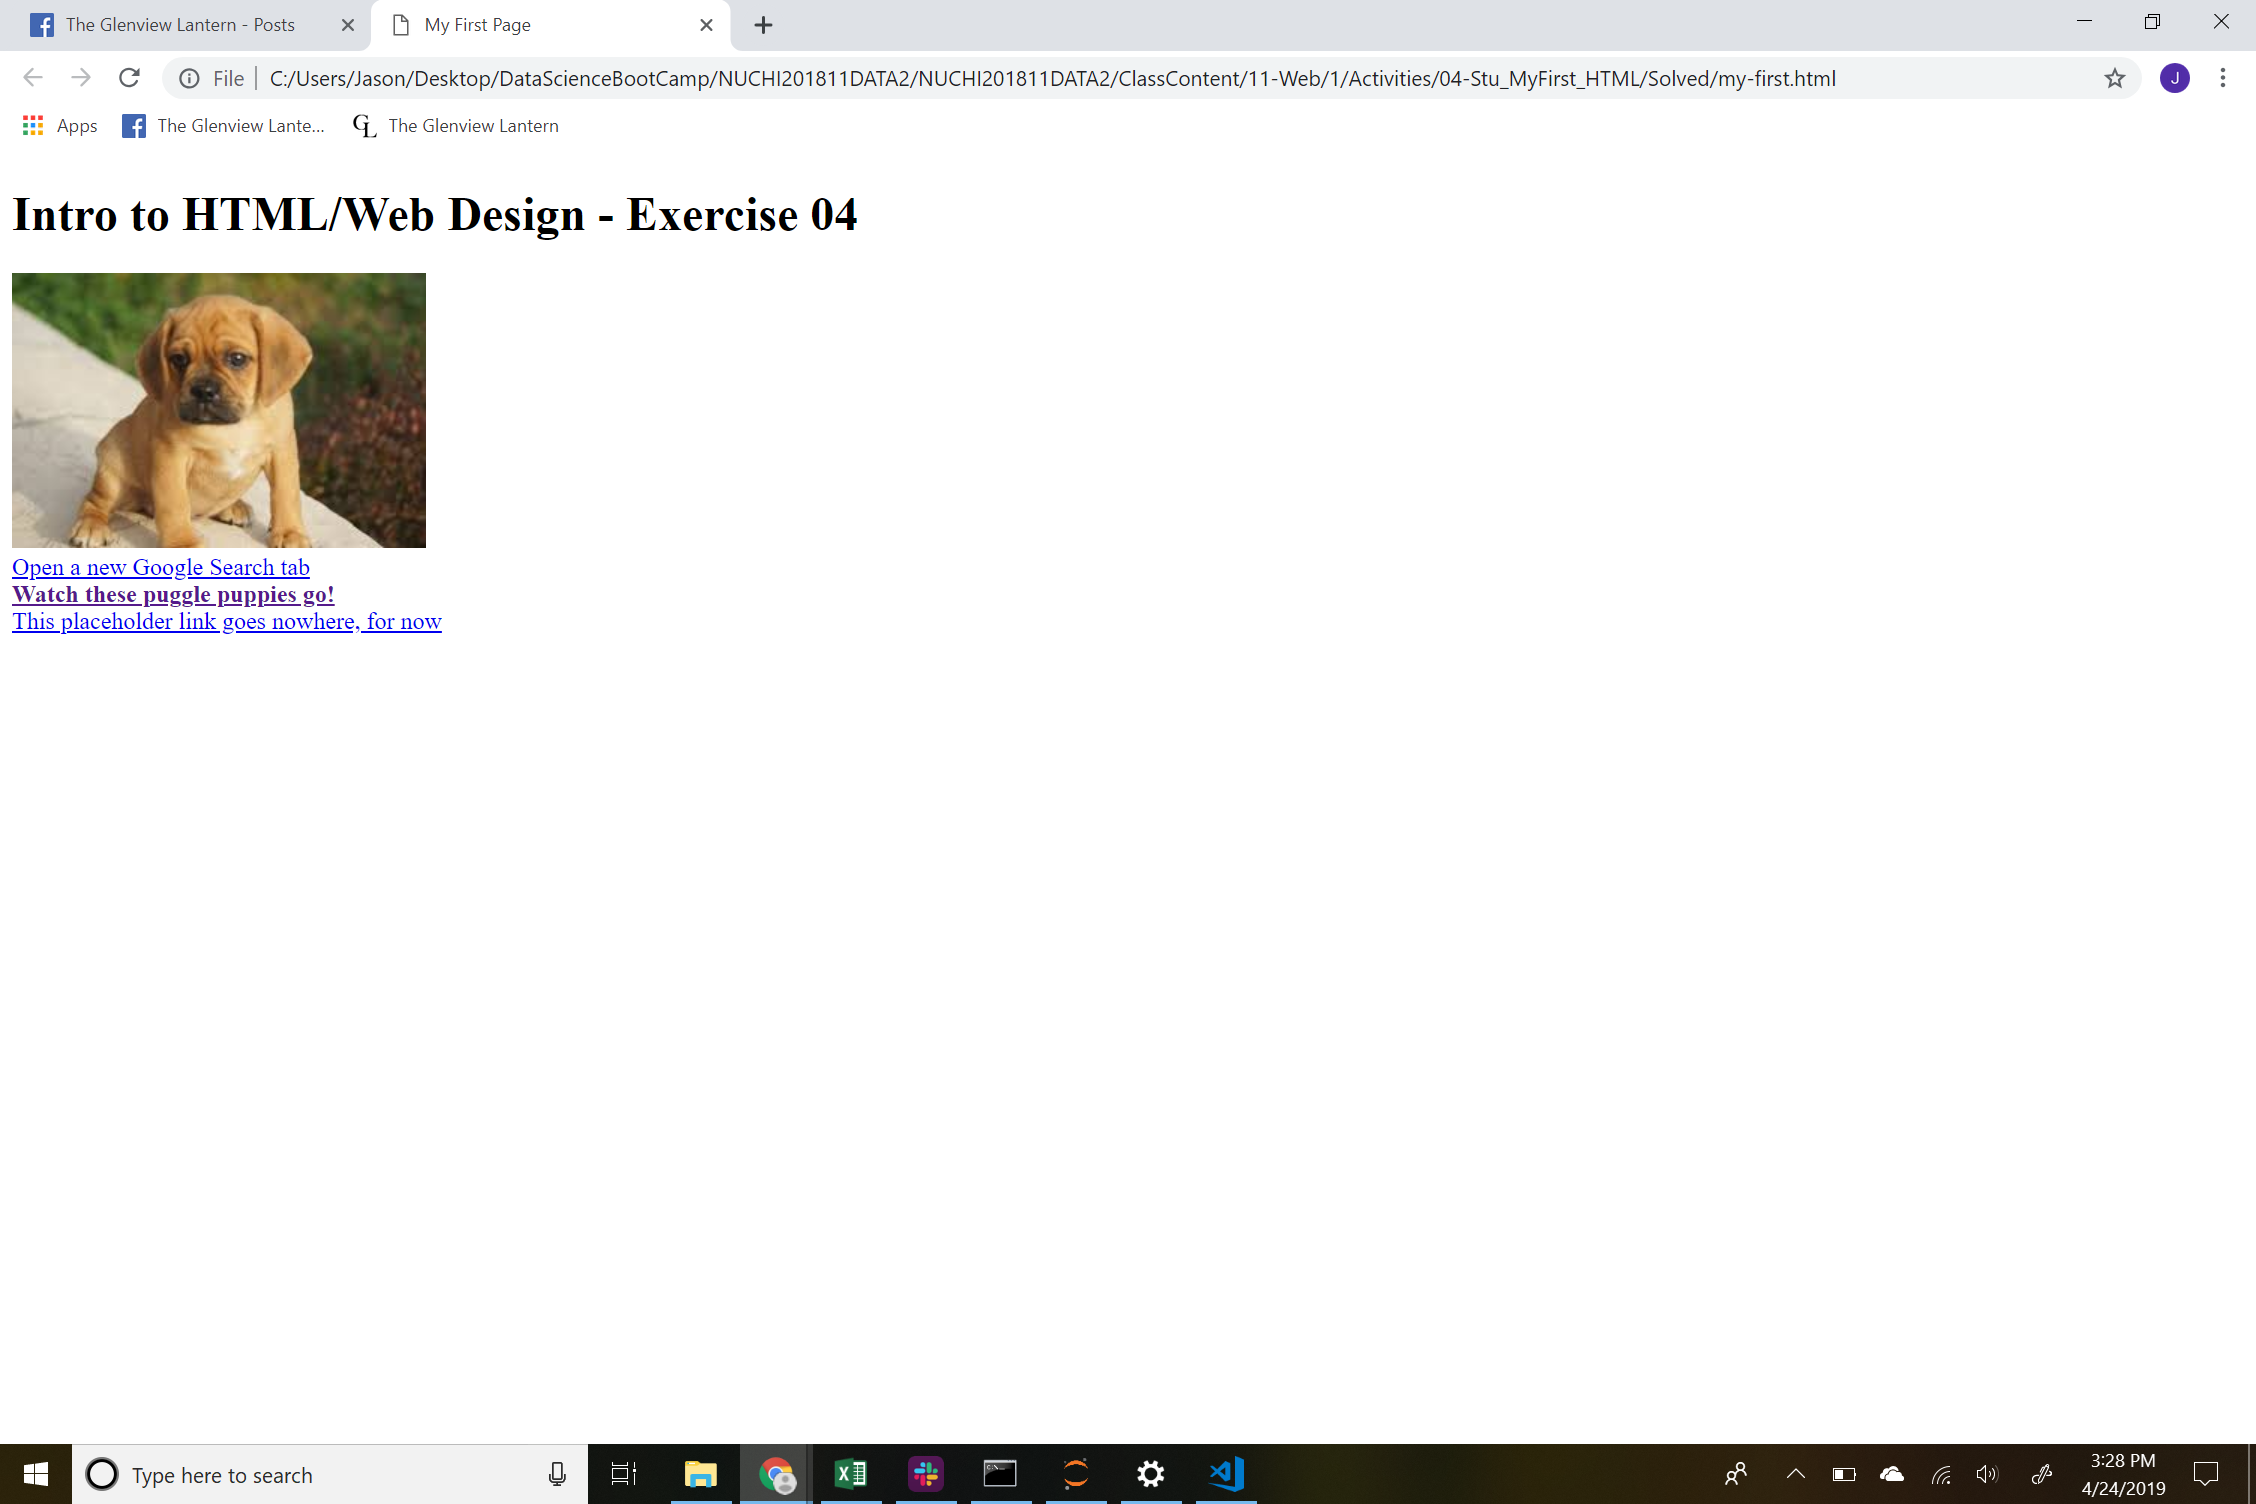 The Glenview Lantern - Posts
My First Page
File
C:/Users/Jason/Desktop/DataScienceBootCamp/NUCHI201811DATA2/NUCHI201811DATA2/ClassContent/11-Web/1/Activities/04-Stu_MyFirst_HTML/Solved/my-first.html
J
Apps
The Glenview Lante...
GL The Glenview Lantern
Intro to HTML/Web Design - Exercise 04
Open a new Google Search tab
Watch these puggle puppies go!
This placeholder link goes nowhere, for now
Type here to search
3:28 PM
4/24/2019